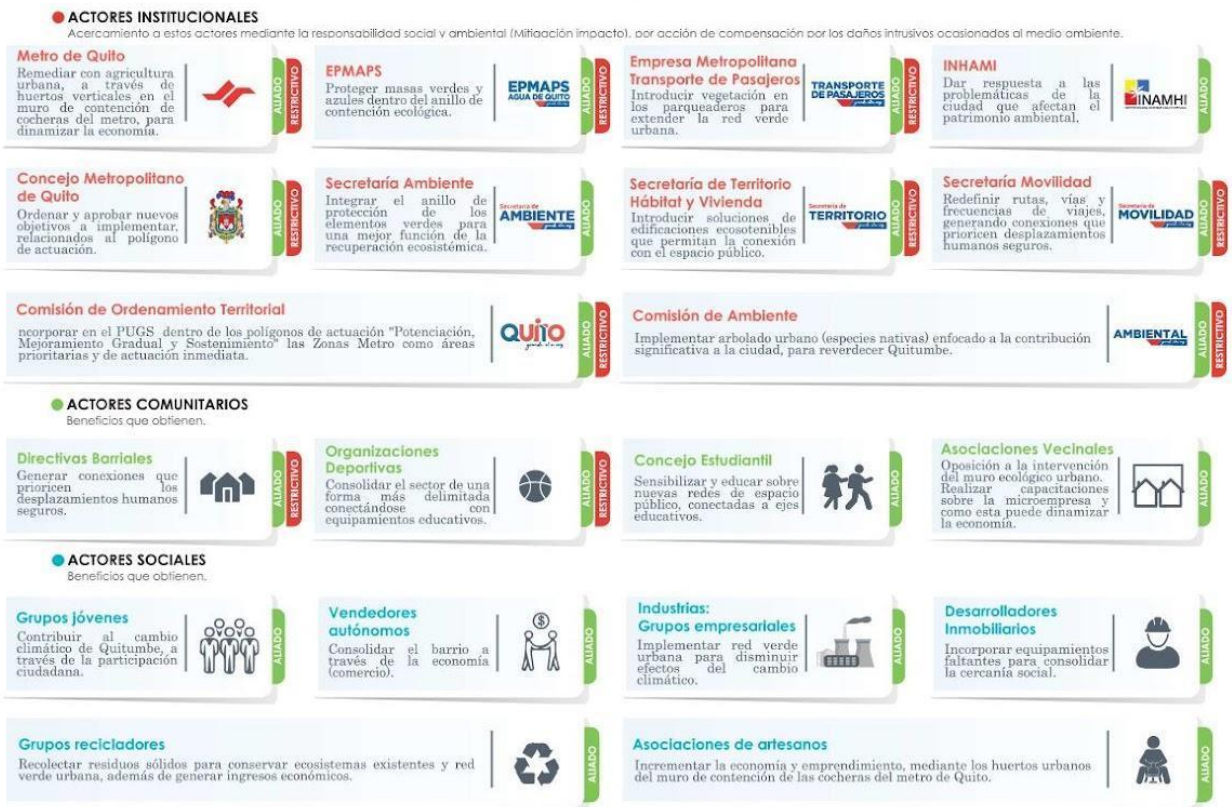 ACTORES INSTITUCIONALES
Acercamiento a estos actores mediante la responsabilidad social y ambiental (Mitigación impacto), por acción de compensación por los daños intrusivos ocasionados al medio ambiente.
Metro de Quito
Remediar con agricultura
urbana, a través de
huertos verticales en el
muro de contención de
cocheras del metro, para
dinamizar la economía.
ALIADO
RESTRICTIVO
EPMAPS
Proteger masas verdes y
azules dentro del anillo de
contención ecológica.
EPMAPS
AGUA DE QUITO
ALIADO
RESTRICTIVO
Empresa Metropolitana
Transporte de Pasajeros
Introducir vegetación en
los parqueaderos para
extender la red verde
urbana.
TRANSPORTE
DE PASAJEROS
ALIADO
RESTRICTIVO
INHAMI
Dar respuesta a las
problemáticas de la
ciudad que afectan el
patrimonio ambiental,
INAMHI
ALIADO
Concejo Metropolitano
de Quito
Ordenar y aprobar nuevos
objetivos a implementar,
relacionados al polígono
de actuación.
ALIADO
RESTRICTIVO
Secretaría Ambiente
Integrar el anillo de
protección de los
elementos verdes para
una mejor función de la
recuperación ecosistémica.
Secretaría de
AMBIENTE
ALIADO
Secretaría de Territorio
Hábitat y Vivienda
Introducir soluciones de
edificaciones ecosotenibles
que permitan la conexión
con el espacio público.
Secretaría de
TERRITORIO
ALIADO
RESTRICTIVO
Secretaría Movilidad
Redefinir rutas, vías y
frecuencias de viajes,
generando conexiones que
prioricen desplazamientos
humanos seguros.
Secretaría de
MOVILIDAD
ALIADO
RESTRICTIVO
Comisión de Ordenamiento Territorial
ncorporar en el PUGS dentro de los polígonos de actuación "Potenciación,
Mejoramiento Gradual y Sostenimiento" las Zonas Metro como áreas
prioritarias y de actuación inmediata.
QUITO
ALIADO
RESTRICTIVO
Comisión de Ambiente
Implementar arbolado urbano (especies nativas) enfocado a la contribución
significativa a la ciudad, para reverdecer Quitumbe.
AMBIENTAL
ALIADO
RESTRICTIVO
ACTORES COMUNITARIOS
Beneficios que obtienen.
Directivas Barriales
Generar conexiones que
prioricen los
desplazamientos humanos
seguros.
ALIADO
RESTRICTIVO
Organizaciones
Deportivas
Consolidar el sector de una
forma más delimitada
conectándose con
equipamientos educativos.
ALIADO
RESTRICTIVO
Concejo Estudiantil
Sensibilizar y educar sobre
nuevas redes de espacio
público, conectadas a ejes
educativos.
ALIADO
Asociaciones Vecinales
Oposición a la intervención
del muro ecológico urbano.
Realizar capacitaciones
sobre la microempresa y
como esta puede dinamizar
la economía.
ALIADO
ACTORES SOCIALES
Beneficios que obtienen.
Grupos jóvenes
Contribuir al cambio
climático de Quitumbe, a
través de la participación
ciudadana.
ALIADO
Vendedores
autónomos
Consolidar el barrio a
través de la economía
(comercio).
$
ALIADO
Industrias:
Grupos empresariales
Implementar red verde
urbana para disminuir
efectos del cambio
climático.
ALIADO
Desarrolladores
Inmobiliarios
Incorporar equipamientos
faltantes para consolidar
la cercanía social.
ALIADO
Grupos recicladores
Recolectar residuos sólidos para conservar ecosistemas existentes y red
verde urbana, además de generar ingresos económicos.
ALIADO
Asociaciones de artesanos
Incrementar la economía y emprendimiento, mediante los huertos urbanos
del muro de contención de las cocheras del metro de Quito.
ALIADO